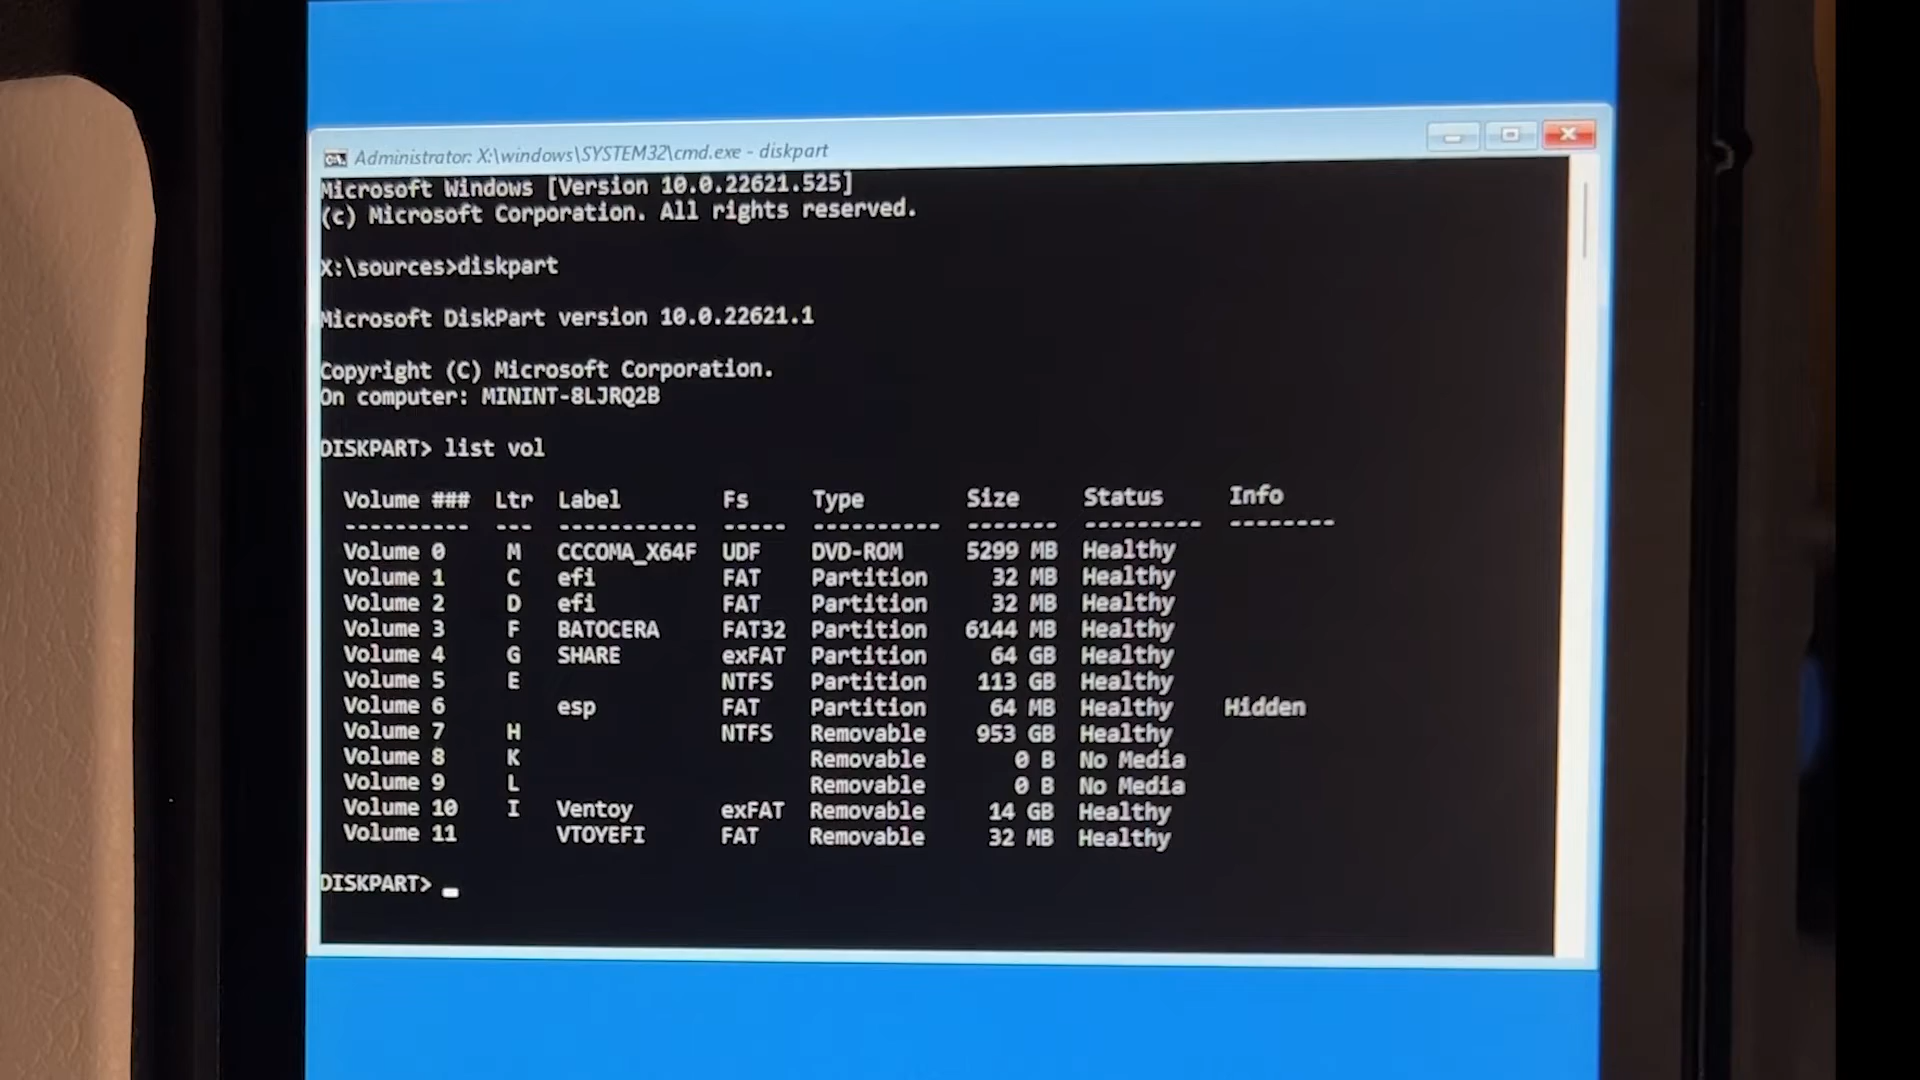 Administrator: X:\windows\SYSTEM32\cmd.exe - diskpart
Microsoft Windows [Version 10.0.22621.525]
(c) Microsoft Corporation. All rights reserved.
X:\sources>diskpart
Microsoft DiskPart version 10.0.22621.1
Copyright (C) Microsoft Corporation.
On computer: MININT-8LJRQ2B
DISKPART> list vol
Volume ### Ltr Label Fs Type Size Status Info
---------- --- ----------- ----- ---------- ------- --------- --------
Volume 0 M CCCOMA_X64F UDF DVD-ROM 5299 MB Healthy
Volume 1 C efi FAT Partition 32 MB Healthy
Volume 2 D efi FAT Partition 32 MB Healthy
Volume 3 F BATOCERA FAT32 Partition 6144 MB Healthy
Volume 4 G SHARE exFAT Partition 64 GB Healthy
Volume 5 E NTFS Partition 113 GB Healthy
Volume 6 esp FAT Partition 64 MB Healthy Hidden
Volume 7 H NTFS Removable 953 GB Healthy
Volume 8 K Removable 0 B No Media
Volume 9 L Removable 0 B No Media
Volume 10 I Ventoy exFAT Removable 14 GB Healthy
Volume 11 VTOYEFI FAT Removable 32 MB Healthy
DISKPART> _